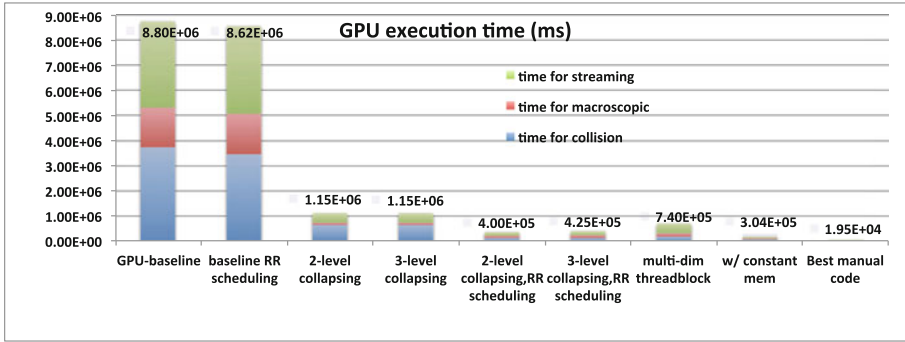 GPU execution time (ms)
9.00E+06
8.00E+06
7.00E+06
6.00E+06
5.00E+06
4.00E+06
3.00E+06
2.00E+06
1.00E+06
0.00E+00
8.80E+06
8.62E+06
1.15E+06
1.15E+06
4.00E+05
4.25E+05
7.40E+05
3.04E+05
1.95E+04
time for streaming
time for macroscopic
time for collision
GPU-baseline
baseline RR
scheduling
2-level
collapsing
3-level
collapsing
2-level
collapsing,RR
scheduling
3-level
collapsing,RR
scheduling
multi-dim
threadblock
w/ constant
mem
Best manual
code